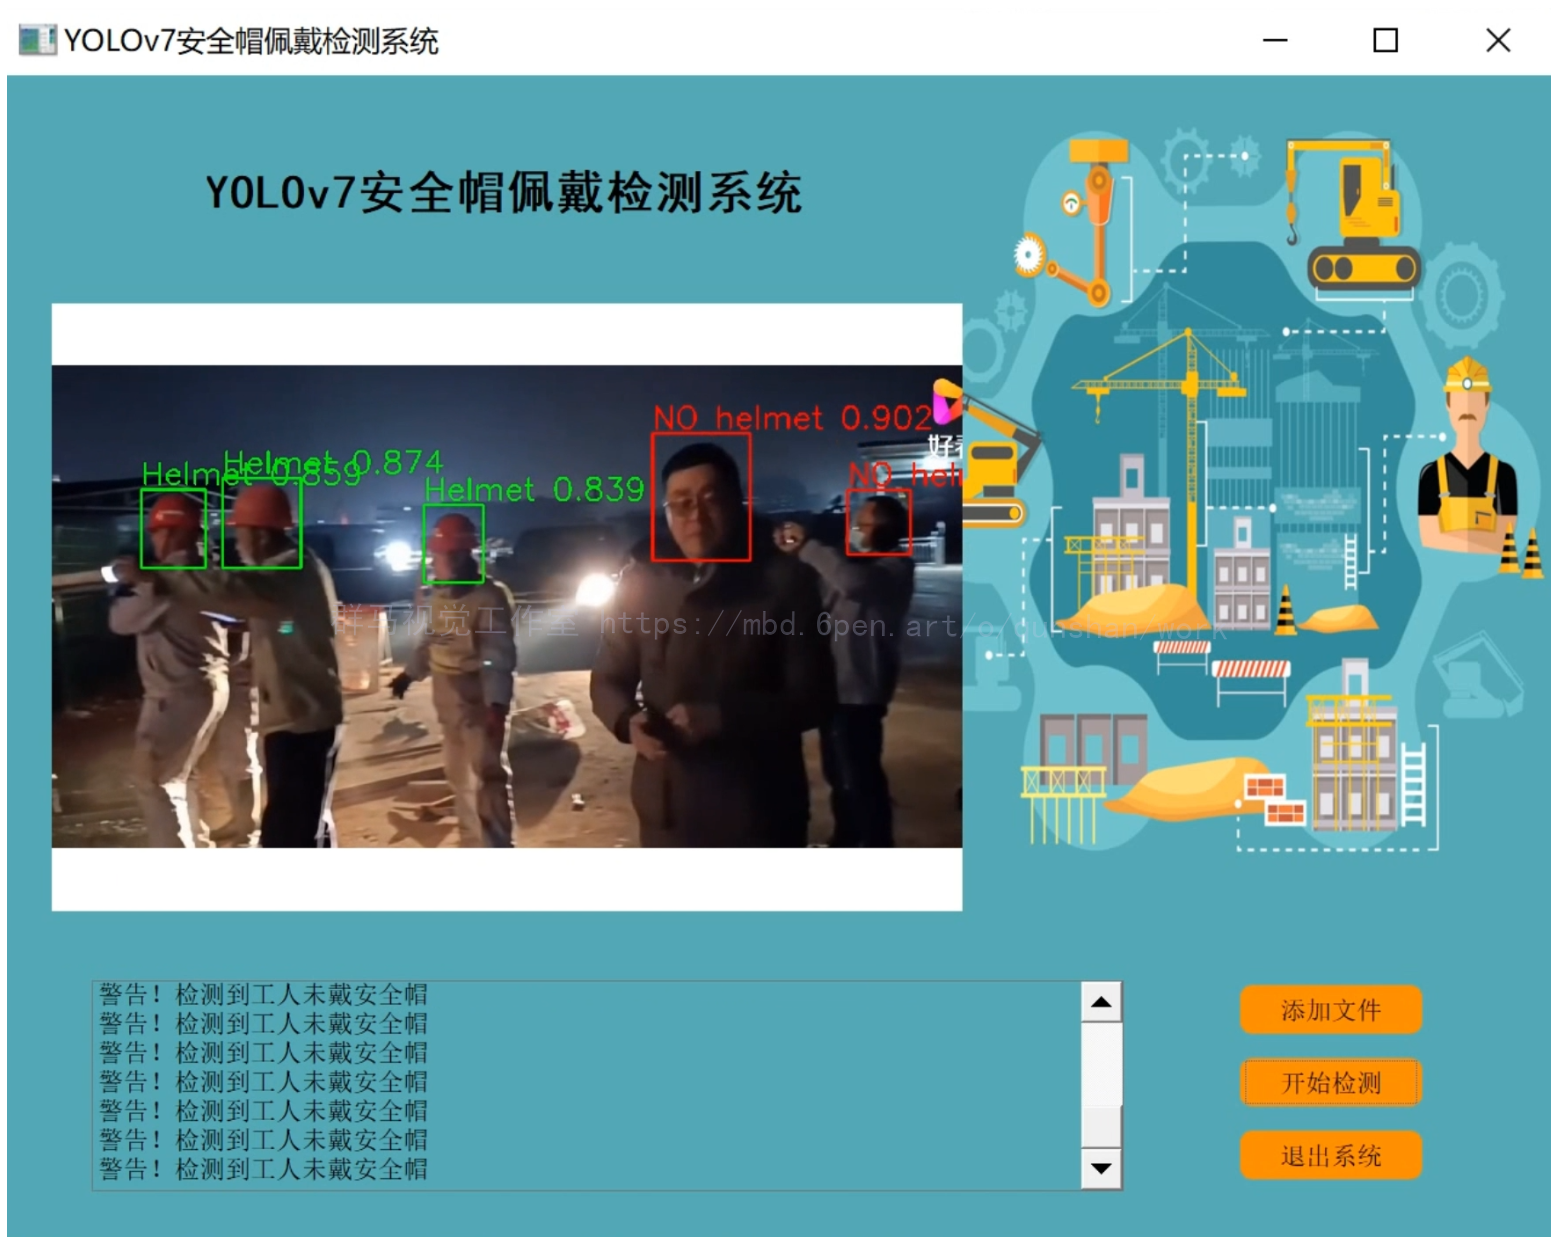 YOLOv7安全帽佩戴检测系统
YOLOv7安全帽佩戴检测系统
NO helmet 0.902
Helmet 0.874
Helmet 0.859
NO hel
Helmet 0.839
好
群马视觉工作室 https://mbd.6pen.art/o/qunshan/work
警告！检测到工人未戴安全帽
警告！检测到工人未戴安全帽
警告！检测到工人未戴安全帽
警告！检测到工人未戴安全帽
警告！检测到工人未戴安全帽
警告！检测到工人未戴安全帽
警告！检测到工人未戴安全帽
添加文件
开始检测
退出系统